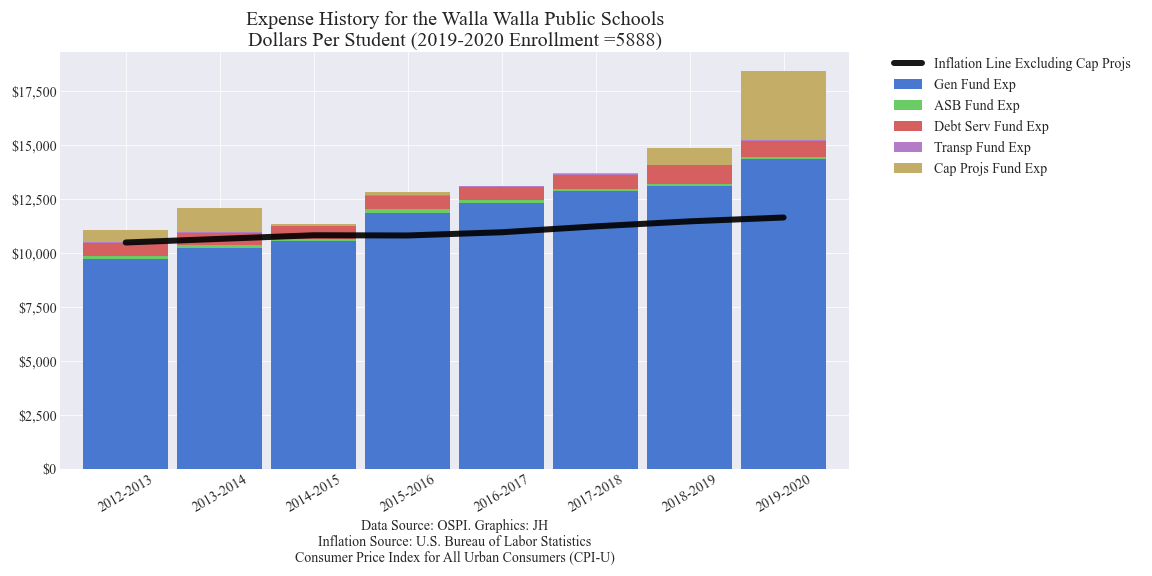 Expense History for the Walla Walla Public Schools
Dollars Per Student (2019-2020 Enrollment =5888)
Inflation Line Excluding Cap Projs
Gen Fund Exp
ASB Fund Exp
Debt Serv Fund Exp
Transp Fund Exp
Cap Projs Fund Exp
$17,500
$15,000
$12,500
$10,000
$7,500
$5,000
$2,500
$0
2012-2013
2013-2014
2014-2015
2015-2016
2016-2017
2017-2018
2018-2019
2019-2020
Data Source: OSPI. Graphics: JH
Inflation Source: U.S. Bureau of Labor Statistics
Consumer Price Index for All Urban Consumers (CPI-U)